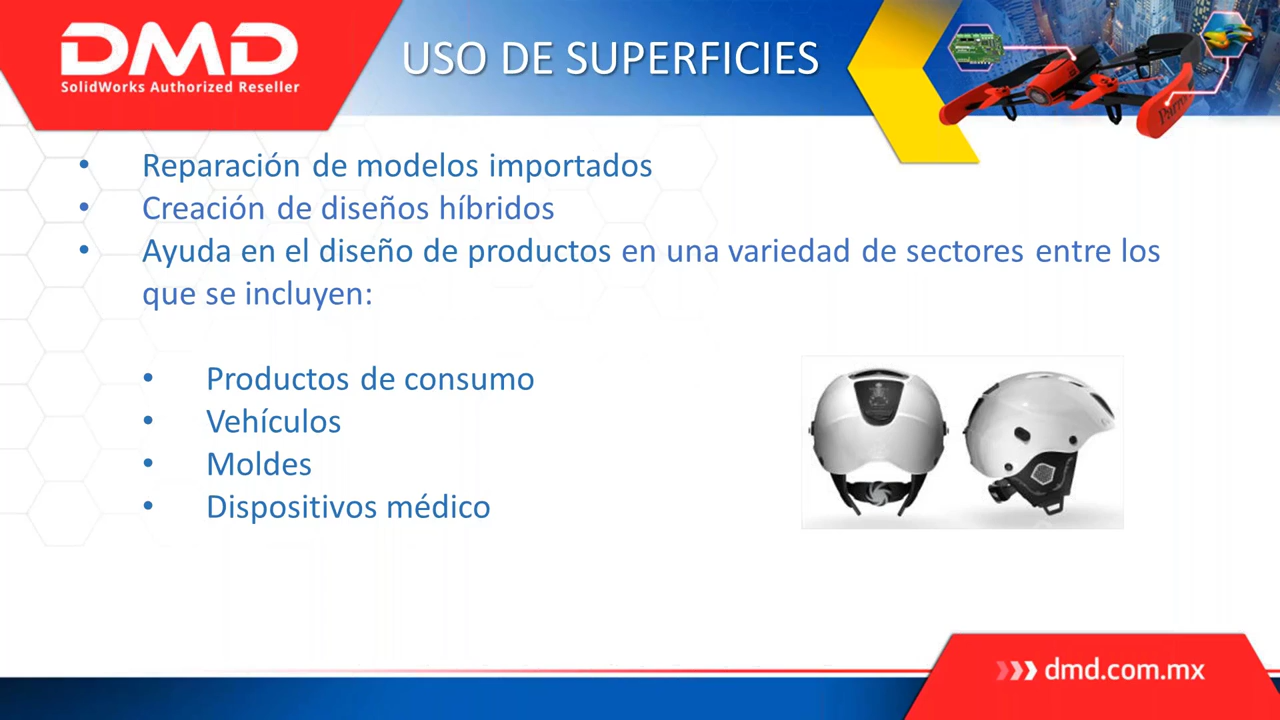 DMD
SolidWorks Authorized Reseller
USO DE SUPERFICIES
Parrot
• Reparación de modelos importados
• Creación de diseños híbridos
• Ayuda en el diseño de productos en una variedad de sectores entre los
que se incluyen:
• Productos de consumo
• Vehículos
• Moldes
• Dispositivos médico
dmd.com.mx